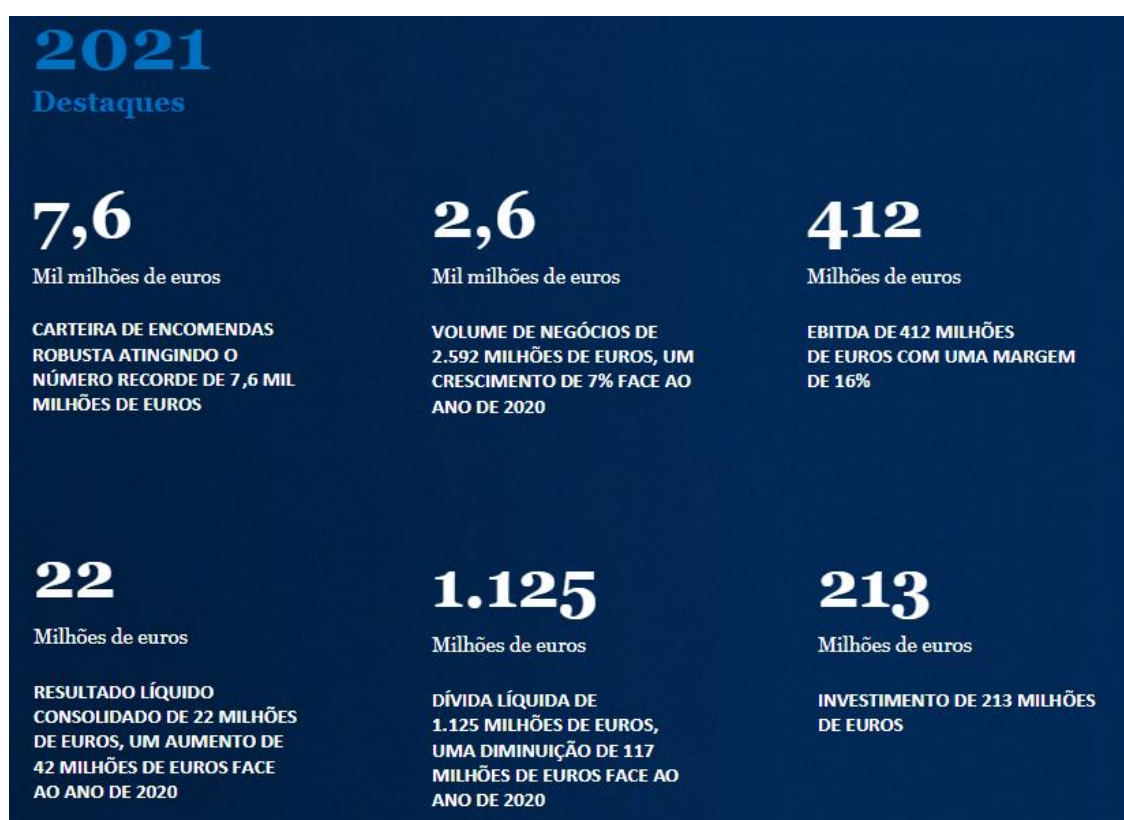 2021
Destaques
7,6
Mil milhões de euros
CARTEIRA DE ENCOMENDAS
ROBUSTA ATINGINDO O
NÚMERO RECORDE DE 7,6 MIL
MILHÕES DE EUROS
2,6
Mil milhões de euros
VOLUME DE NEGÓCIOS DE
2.592 MILHÕES DE EUROS, UM
CRESCIMENTO DE 7% FACE AO
ANO DE 2020
412
Milhões de euros
EBITDA DE 412 MILHÕES
DE EUROS COM UMA MARGEM
DE 16%
22
Milhões de euros
RESULTADO LÍQUIDO
CONSOLIDADO DE 22 MILHÕES
DE EUROS, UM AUMENTO DE
42 MILHÕES DE EUROS FACE
AO ANO DE 2020
1.125
Milhões de euros
DÍVIDA LÍQUIDA DE
1.125 MILHÕES DE EUROS,
UMA DIMINUIÇÃO DE 117
MILHÕES DE EUROS FACE AO
ANO DE 2020
213
Milhões de euros
INVESTIMENTO DE 213 MILHÕES
DE EUROS